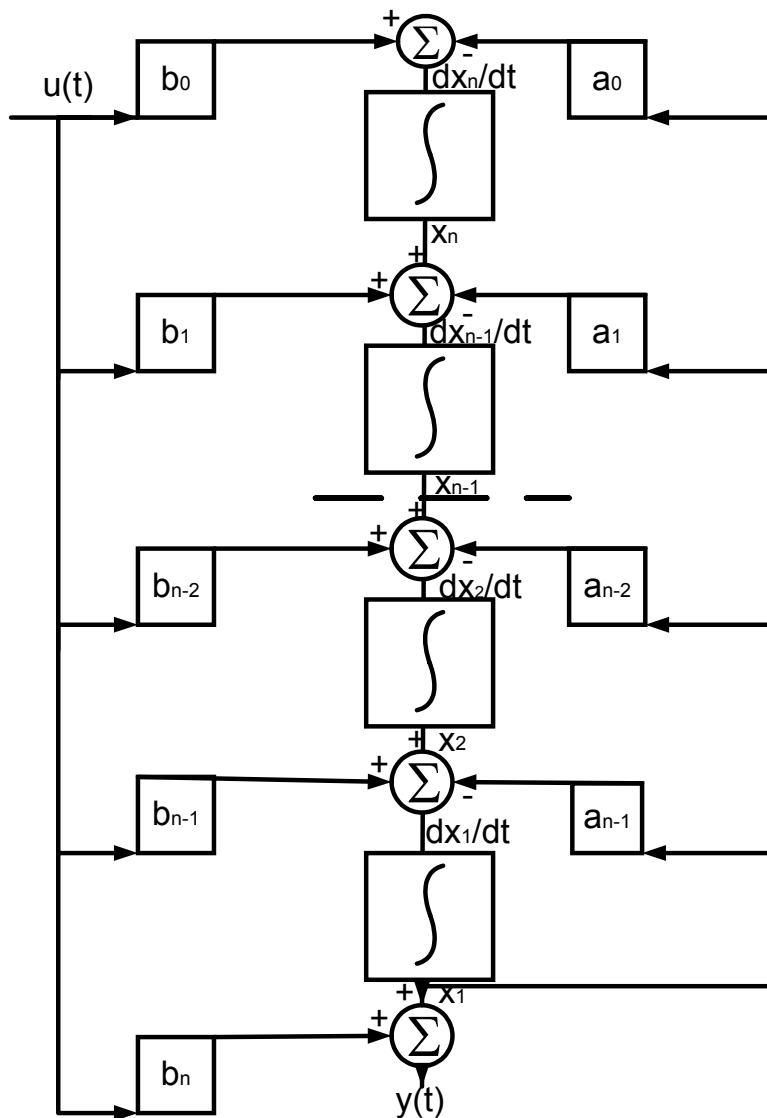 +
b₀ Σ a₀
-
u(t) dxₙ/dt
∫
xₙ
+
+ Σ
b₁ - a₁
dxₙ₋₁/dt
∫
xₙ₋₁
+
+ Σ
bₙ₋₂ - aₙ₋₂
dx₂/dt
∫
+ x₂
+ Σ
bₙ₋₁ - aₙ₋₁
dx₁/dt
∫
+ x₁
+ Σ
bₙ
y(t)